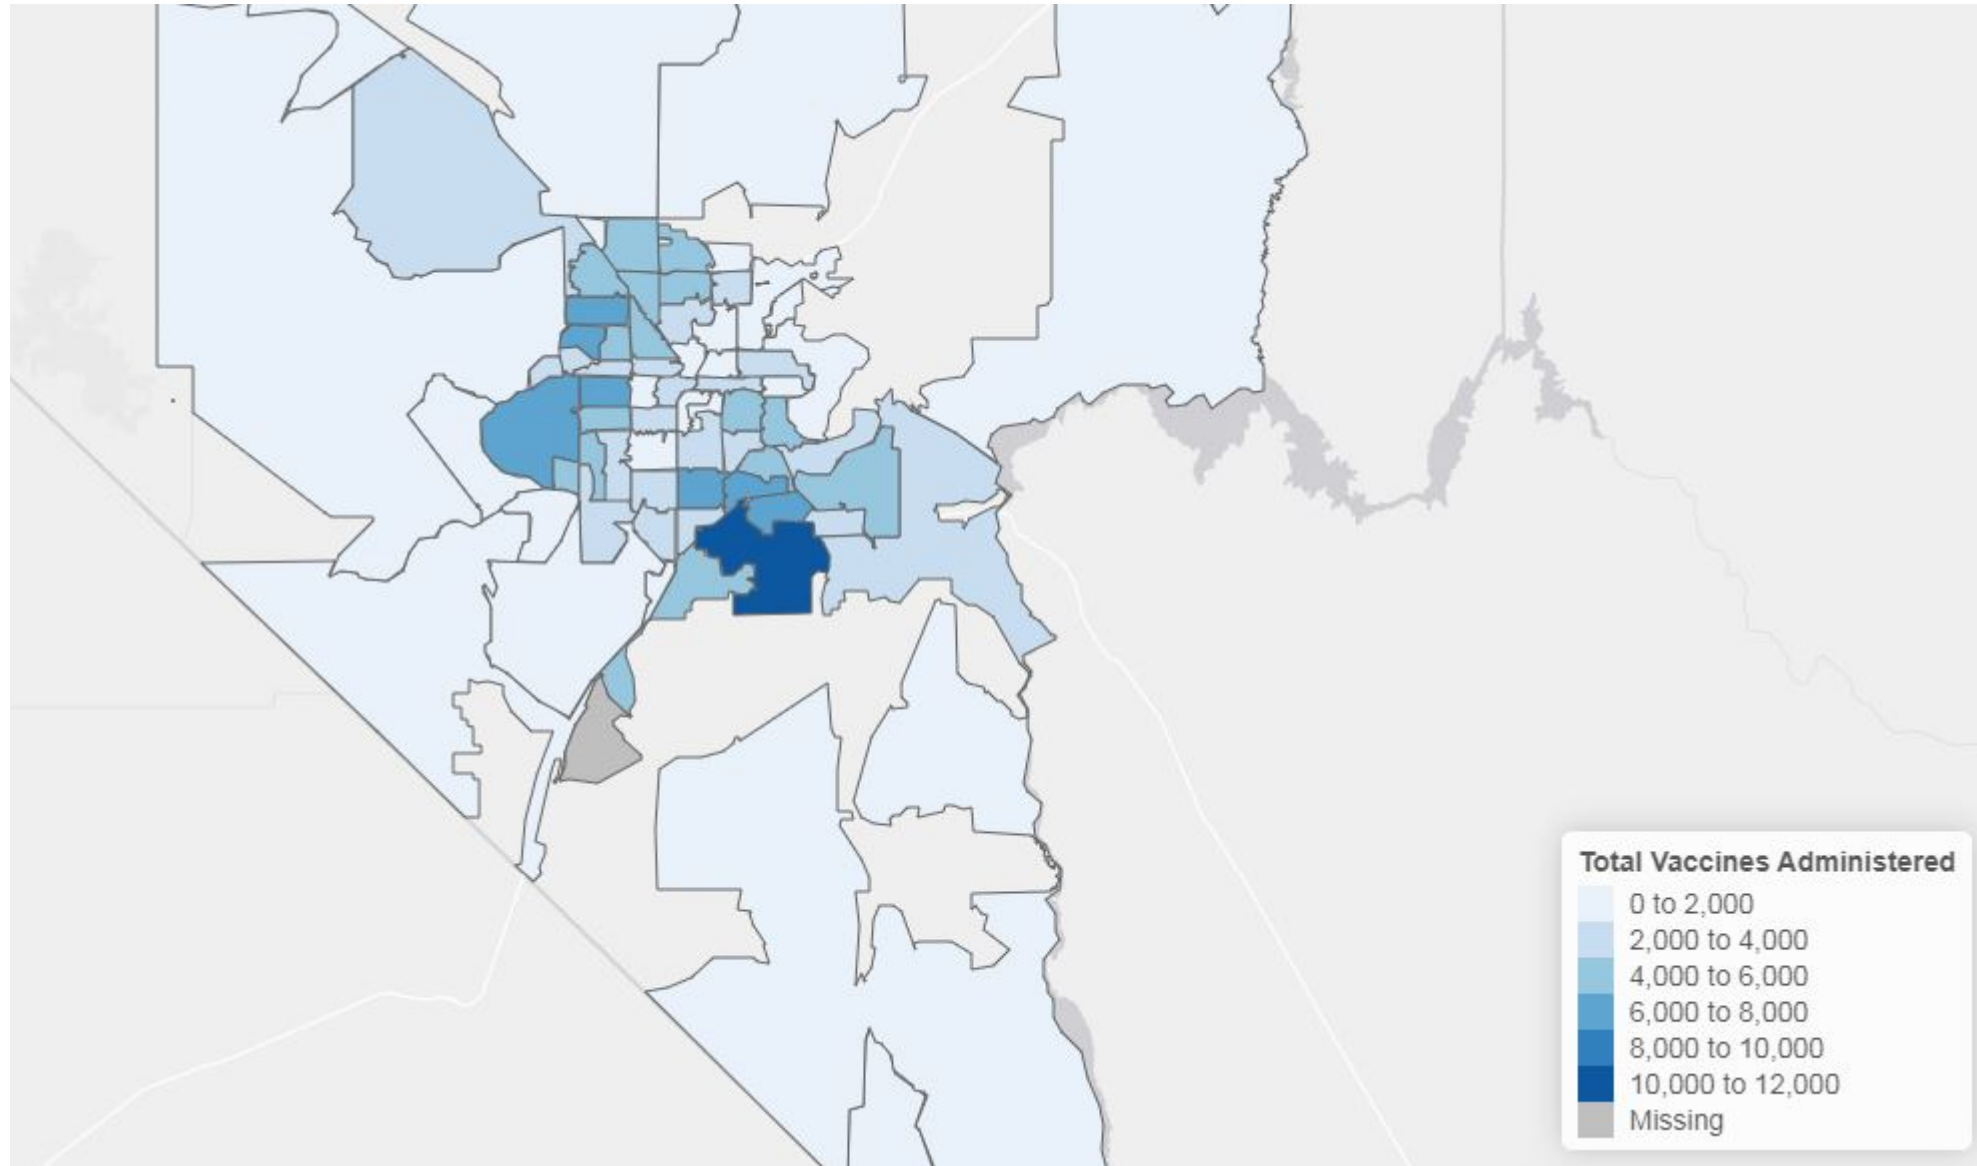 Total Vaccines Administered
0 to 2,000
2,000 to 4,000
4,000 to 6,000
6,000 to 8,000
8,000 to 10,000
10,000 to 12,000
Missing